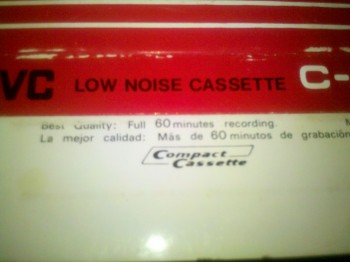 VC LOW NOISE CASSETTE C-
Best Quality: Full 60 minutes recording. M
La mejor calidad: Más de 60 minutos de grabación
Compact
Cassette